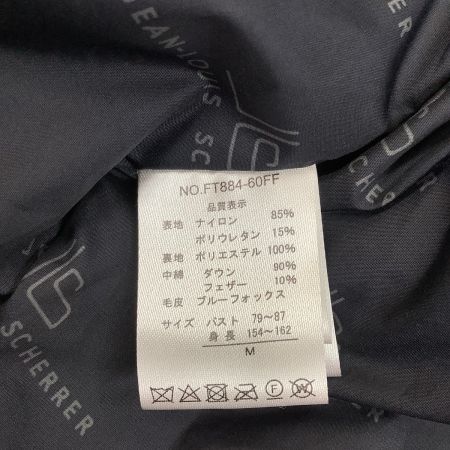 JEAN-LOUIS
SCHERRER
NO.FT884-60FF
品質表示
表地 ナイロン 85%
ポリウレタン 15%
裏地 ポリエステル 100%
中綿 ダウン 90%
フェザー 10%
毛皮 ブルーフォックス
サイズ バスト 79~87
身長 154~162
M
SCHERRER